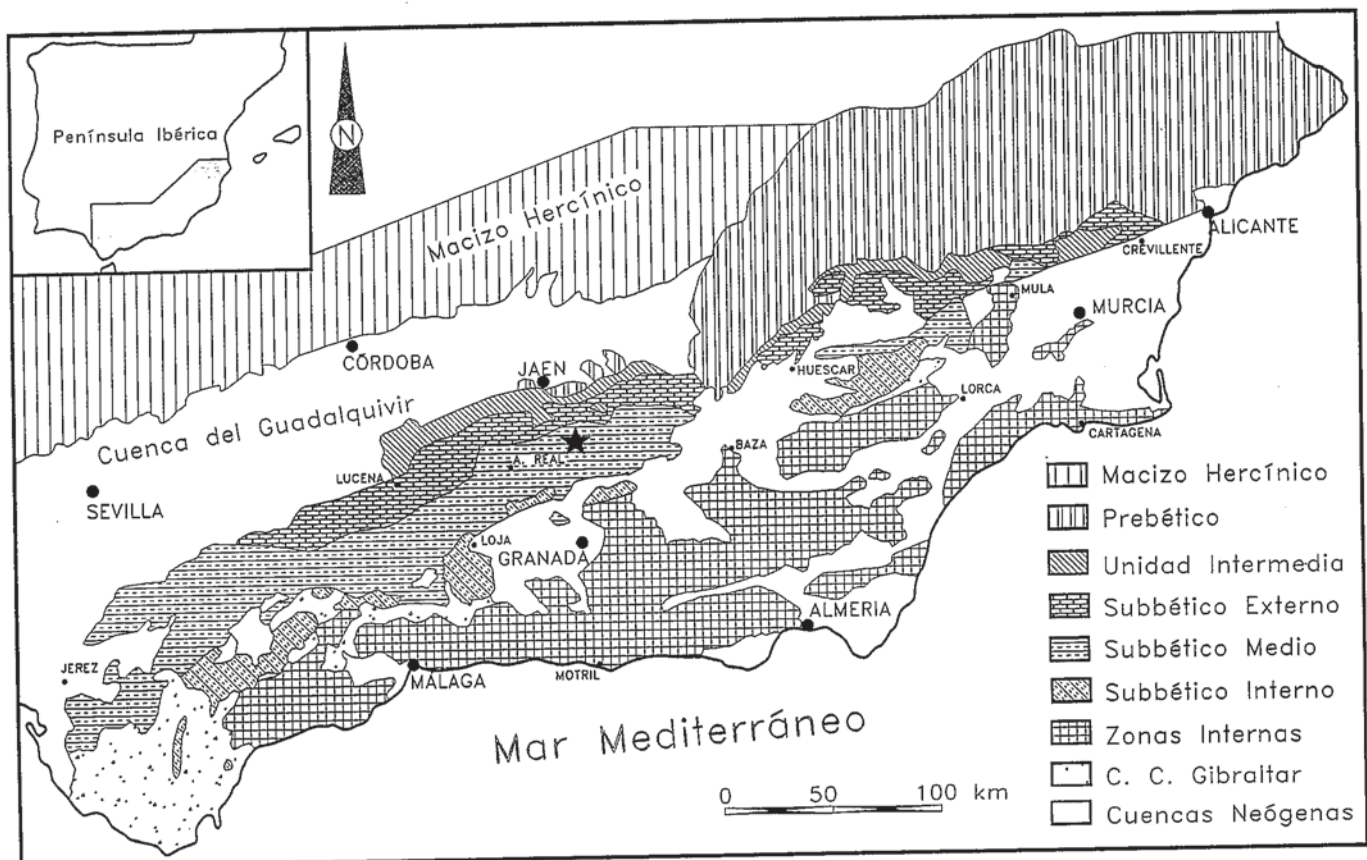 Península Ibérica
N
Macizo Hercínico
ALICANTE
CREVILLENTE
MULA
MURCIA
CÓRDOBA
JAEN
HUESCAR
LORCA
Cuenca del Guadalquivir
CARTAGENA
A. REAL
BAZA
LUCENA
SEVILLA
LOJA
GRANADA
ALMERIA
JEREZ
MÁLAGA
MOTRIL
Mar Mediterráneo
0 50 100 km
Macizo Hercínico
Prebético
Unidad Intermedia
Subbético Externo
Subbético Medio
Subbético Interno
Zonas Internas
C. C. Gibraltar
Cuencas Neógenas